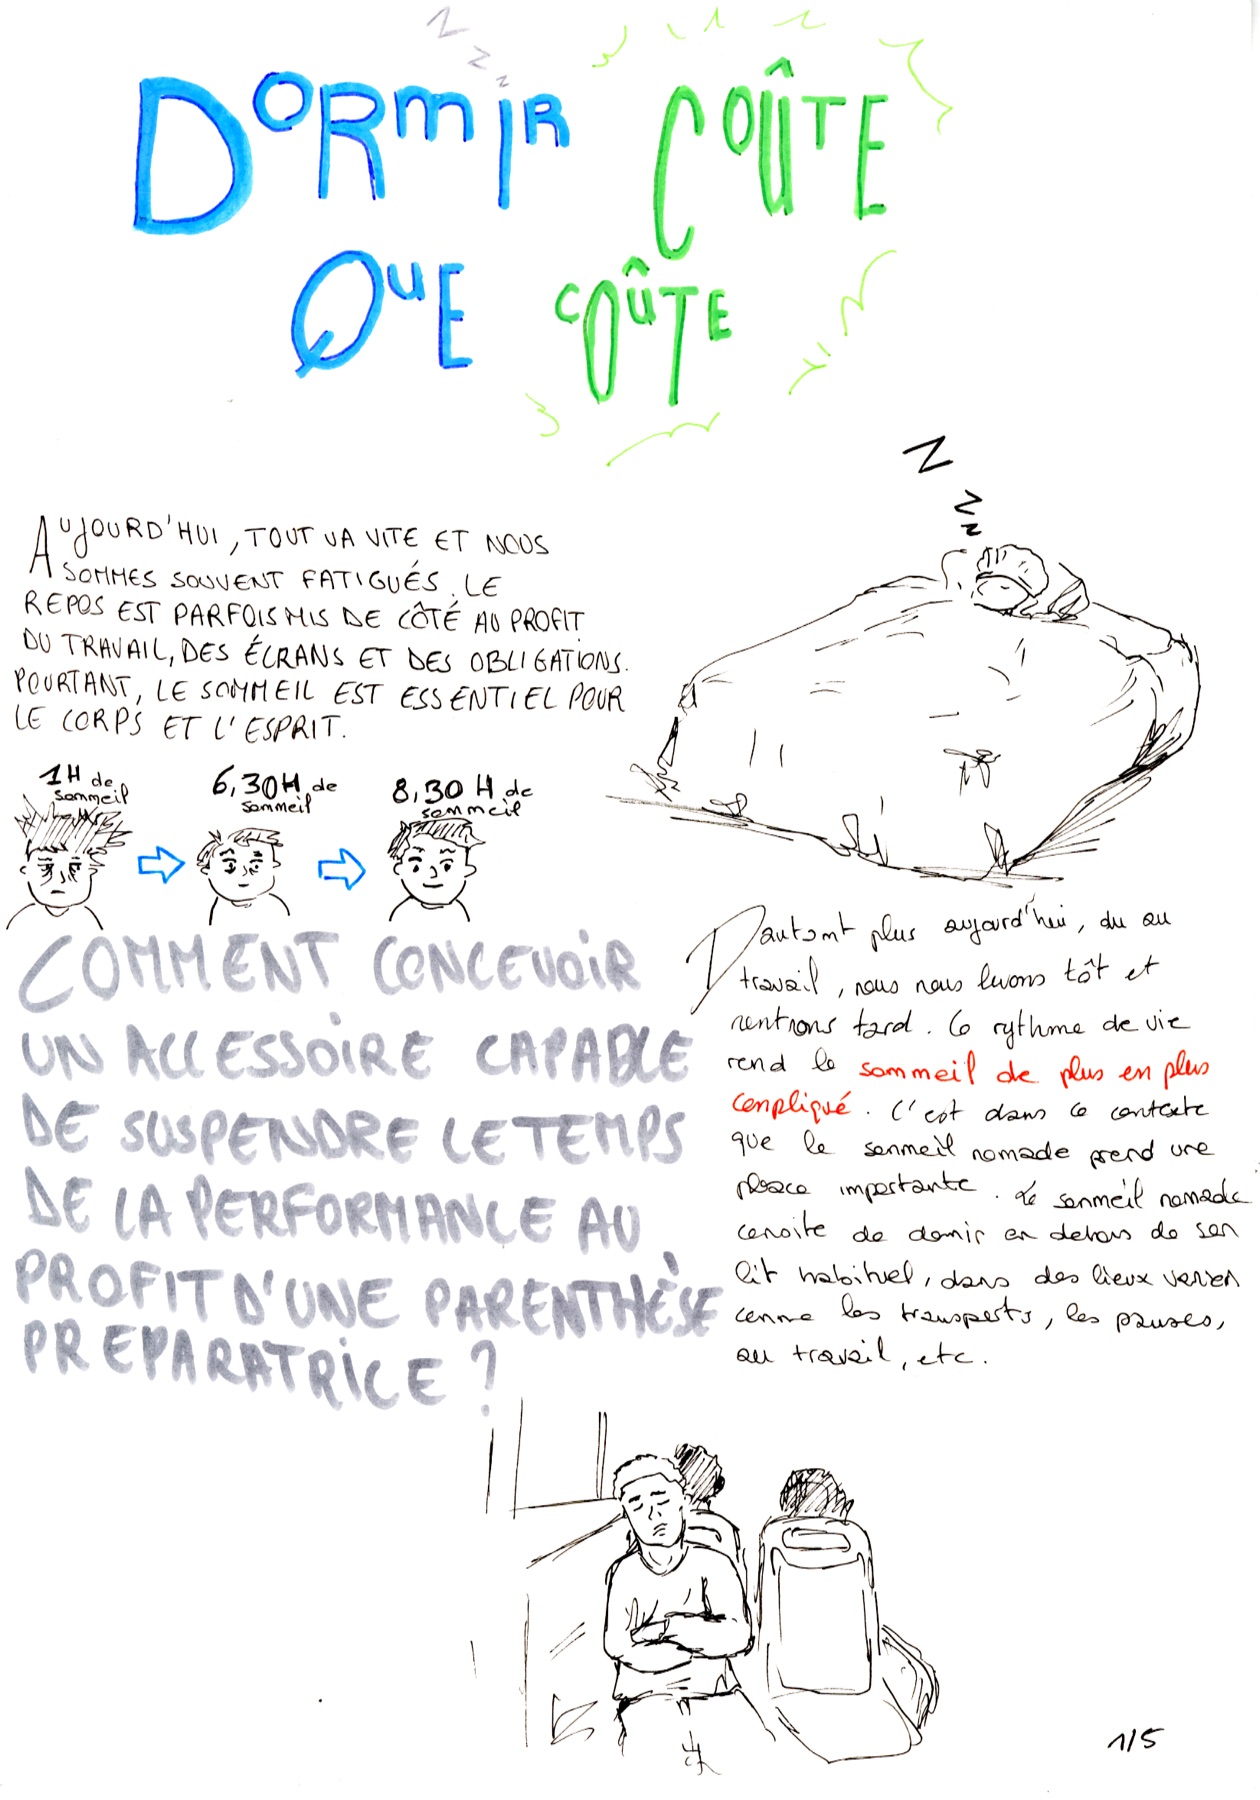 Z
Z
Z
DORMIR COÛTE
QUE COÛTE
Z
Z
Z
AUJOURD'HUI, TOUT VA VITE ET NOUS
SOMMES SOUVENT FATIGUÉS. LE
REPOS EST PARFOIS MIS DE CÔTÉ AU PROFIT
DU TRAVAIL, DES ÉCRANS ET DES OBLIGATIONS.
POURTANT, LE SOMMEIL EST ESSENTIEL POUR
LE CORPS ET L'ESPRIT.
1H de
sommeil
6,30H de
sommeil
8,30 H de
sommeil
COMMENT CONCEVOIR
UN ACCESSOIRE CAPABLE
DE SUSPENDRE LE TEMPS
DE LA PERFORMANCE AU
PROFIT D'UNE PARENTHÈSE
PREPARATRICE ?
Dautant plus aujourd'hui, du au
travail, nous nous levons tôt et
rentrons tard. Ce rythme de vie
rend le sommeil de plus en plus
compliqué. C'est dans ce contexte
que le sommeil nomade prend une
place importante. Le sommeil nomade
consite de dormir en dehors de son
lit habituel, dans des lieux varien
comme les transports, les pauses,
au travail, etc.
1/5